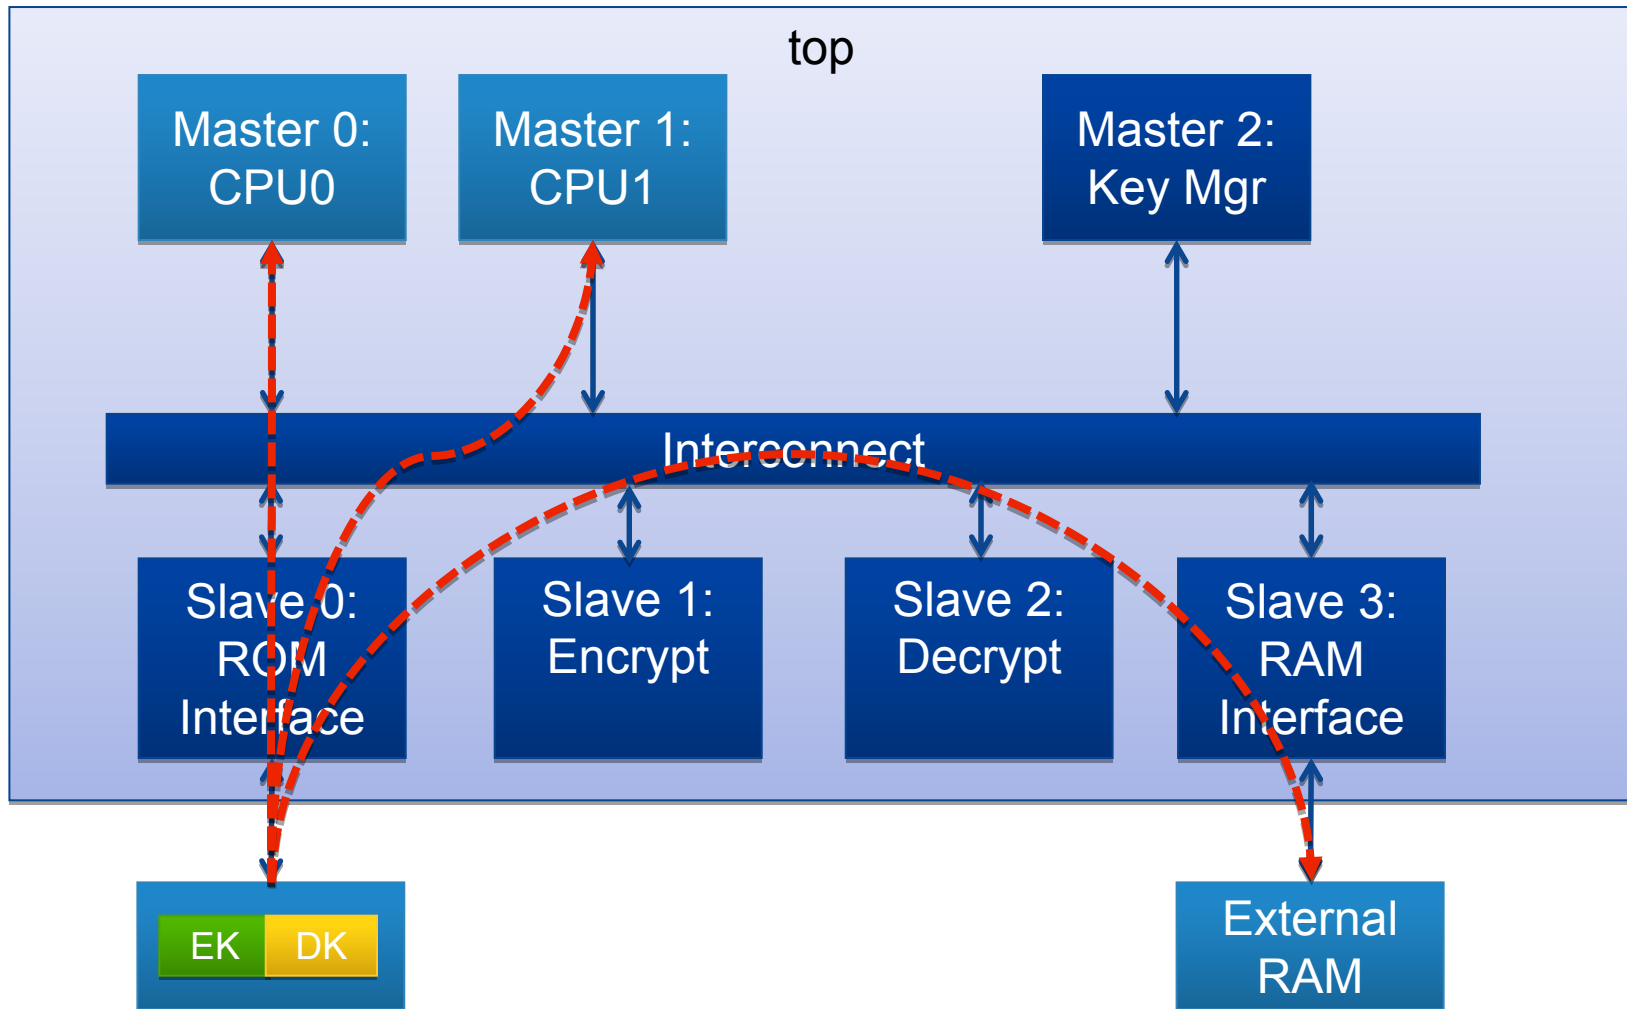 top
Master 0:
CPU0
Master 1:
CPU1
Master 2:
Key Mgr
Interconnect
Slave 0:
ROM
Interface
Slave 1:
Encrypt
Slave 2:
Decrypt
Slave 3:
RAM
Interface
EK
DK
External
RAM